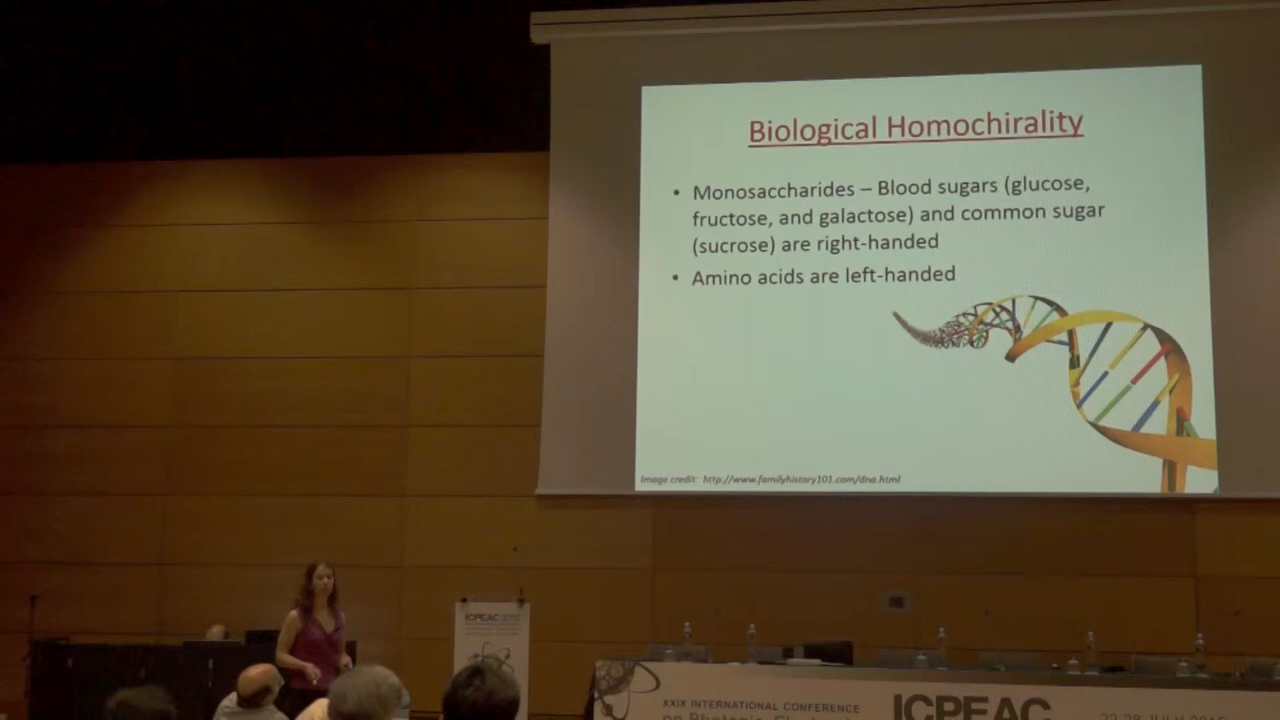 Biological Homochirality
• Monosaccharides – Blood sugars (glucose,
fructose, and galactose) and common sugar
(sucrose) are right-handed
• Amino acids are left-handed
Image credit: http://www.familyhistory101.com/dna.html
ICPEAC
XXIX INTERNATIONAL CONFERENCE
ICPEAC